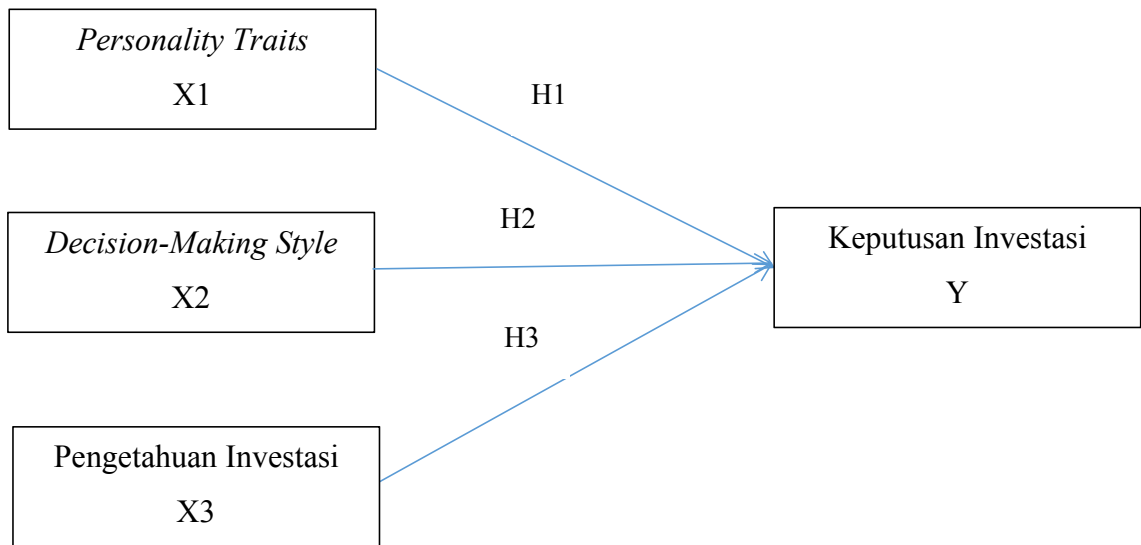 Personality Traits
X1
H1
Decision-Making Style
X2
H2
Keputusan Investasi
Y
H3
Pengetahuan Investasi
X3